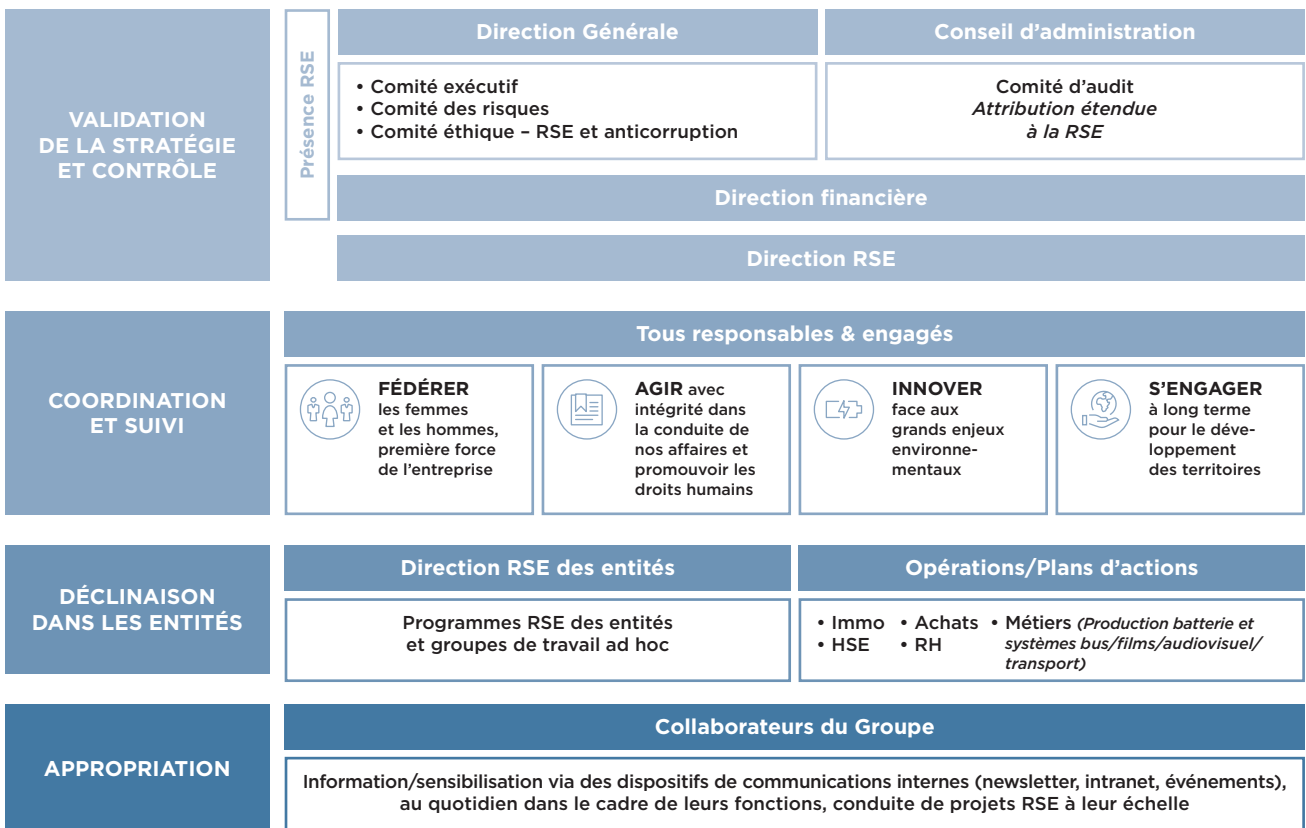 VALIDATION
DE LA STRATÉGIE
ET CONTRÔLE
Présence RSE
Direction Générale
• Comité exécutif
• Comité des risques
• Comité éthique – RSE et anticorruption
Conseil d'administration
Comité d'audit
Attribution étendue
à la RSE
Direction financière
Direction RSE
COORDINATION
ET SUIVI
Tous responsables & engagés
FÉDÉRER
les femmes
et les hommes,
première force
de l'entreprise
AGIR avec
intégrité dans
la conduite de
nos affaires et
promouvoir les
droits humains
INNOVER
face aux
grands enjeux
environne-
mentaux
S'ENGAGER
à long terme
pour le déve-
loppement
des territoires
DÉCLINAISON
DANS LES ENTITÉS
Direction RSE des entités
Programmes RSE des entités
et groupes de travail ad hoc
Opérations/Plans d'actions
• Immo • Achats • Métiers (Production batterie et
• HSE • RH systèmes bus/films/audiovisuel/
transport)
APPROPRIATION
Collaborateurs du Groupe
Information/sensibilisation via des dispositifs de communications internes (newsletter, intranet, événements),
au quotidien dans le cadre de leurs fonctions, conduite de projets RSE à leur échelle